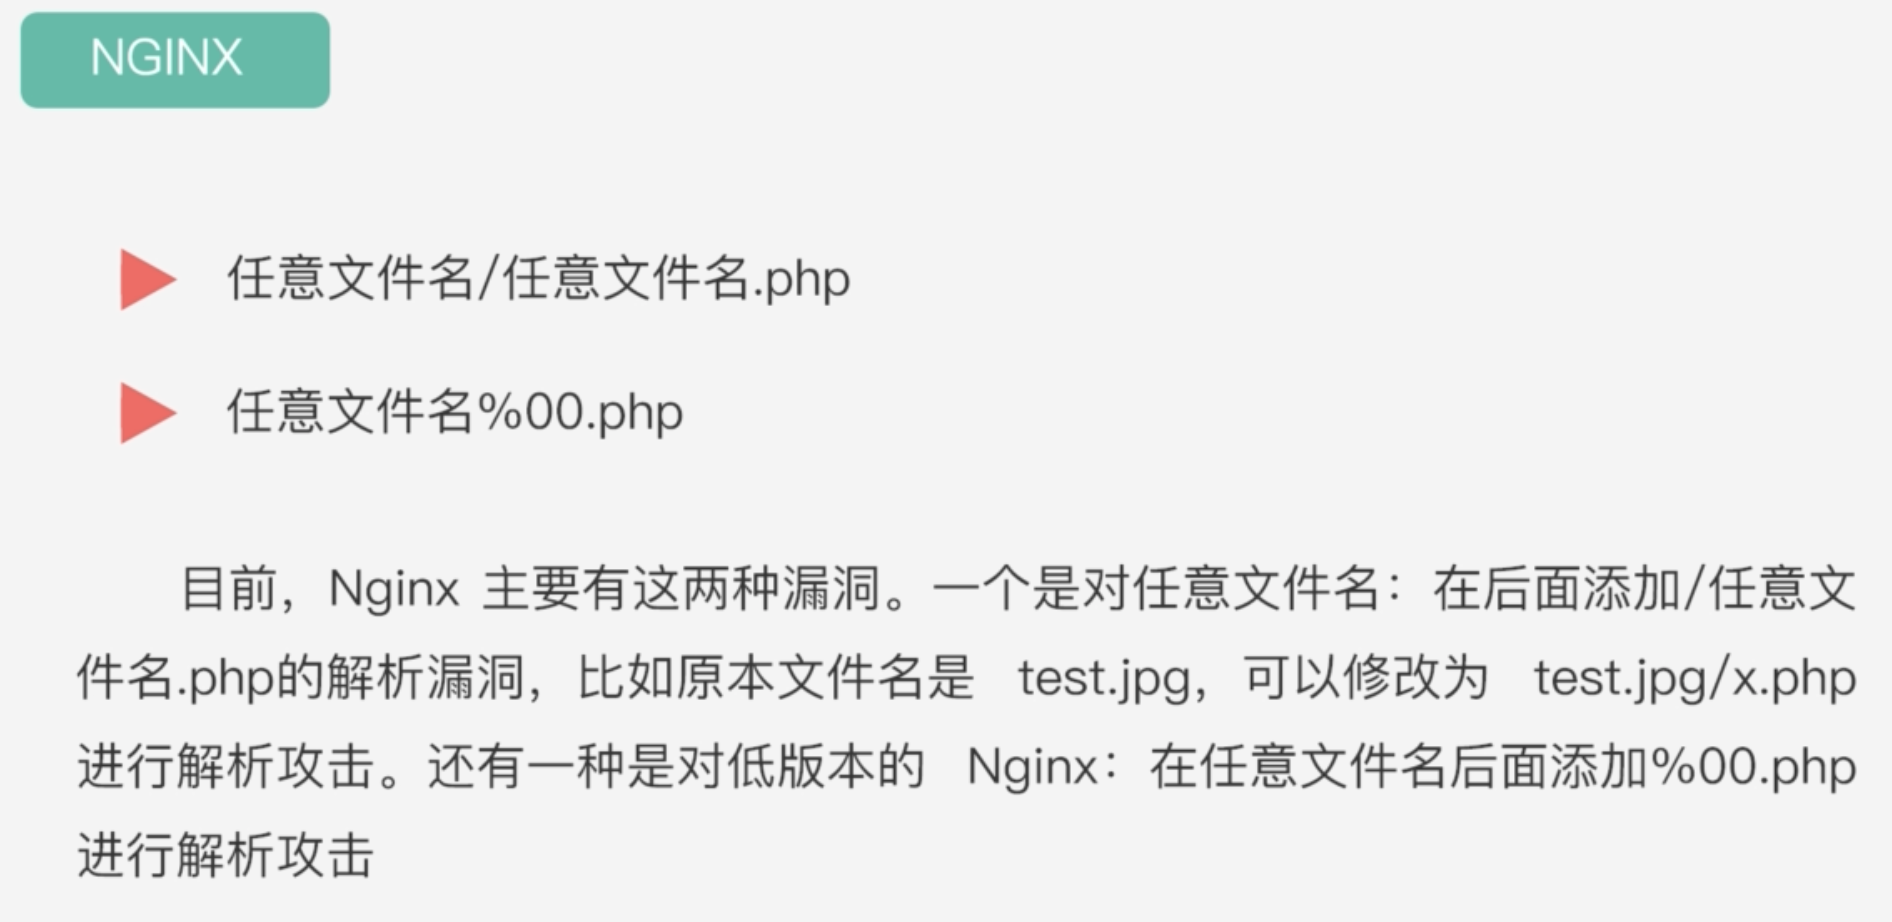 NGINX
任意文件名/任意文件名.php
任意文件名%00.php
目前，Nginx 主要有这两种漏洞。一个是对任意文件名：在后面添加/任意文
件名.php的解析漏洞，比如原本文件名是 test.jpg，可以修改为 test.jpg/x.php
进行解析攻击。还有一种是对低版本的 Nginx：在任意文件名后面添加%00.php
进行解析攻击